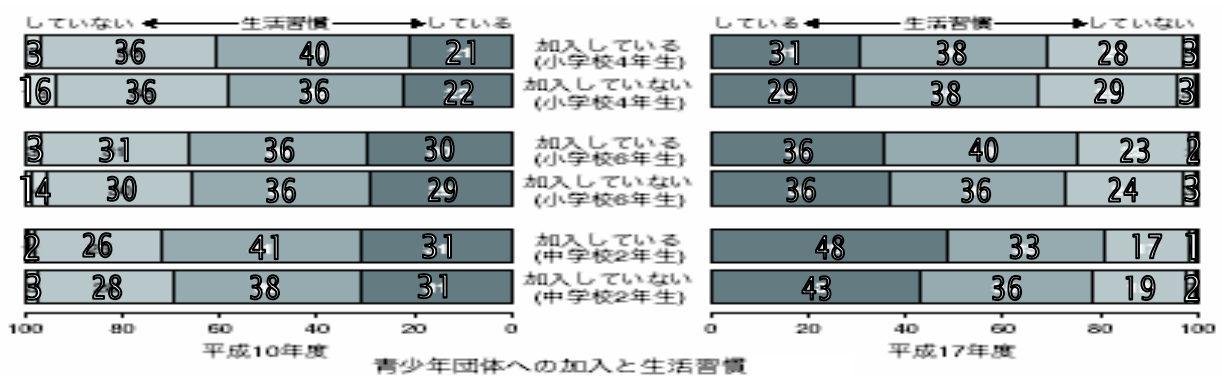 していない 生活習慣 している している 生活習慣 していない
3 36 40 21 加入している 31 38 28 3
(小学校4年生)
16 36 36 22 加入していない 29 38 29 3
(小学校4年生)
3 31 36 30 加入している 36 40 23 2
(小学校6年生)
14 30 36 29 加入していない 36 36 24 3
(小学校6年生)
2 26 41 31 加入している 48 33 17 1
(中学校2年生)
3 28 38 31 加入していない 43 36 19 2
(中学校2年生)
100 80 60 40 20 0 0 20 40 60 80 100
平成10年度 平成17年度
青少年団体への加入と生活習慣